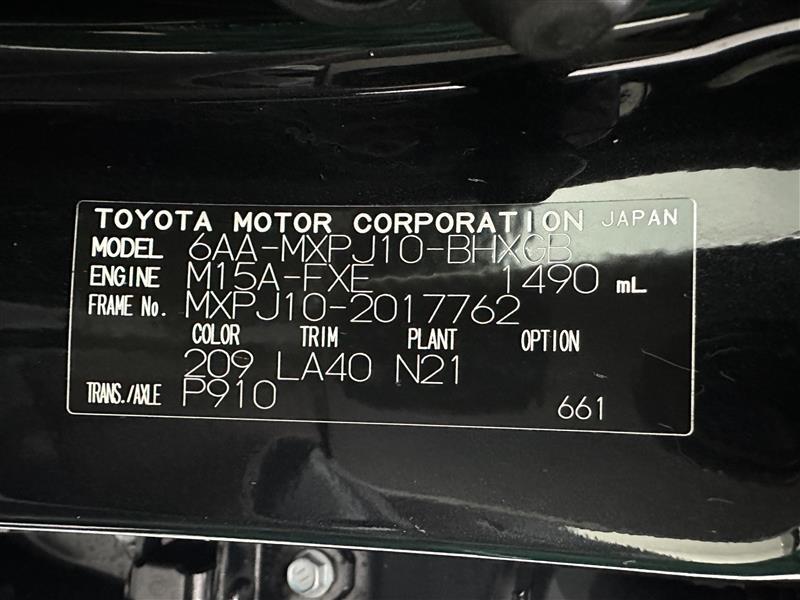 TOYOTA MOTOR CORPORATION JAPAN
MODEL 6AA-MXPJ10-BHXGB
ENGINE M15A-FXE 1490 mL
FRAME No. MXPJ10-2017762
COLOR TRIM PLANT OPTION
209 LA40 N21
TRANS./AXLE P910
661